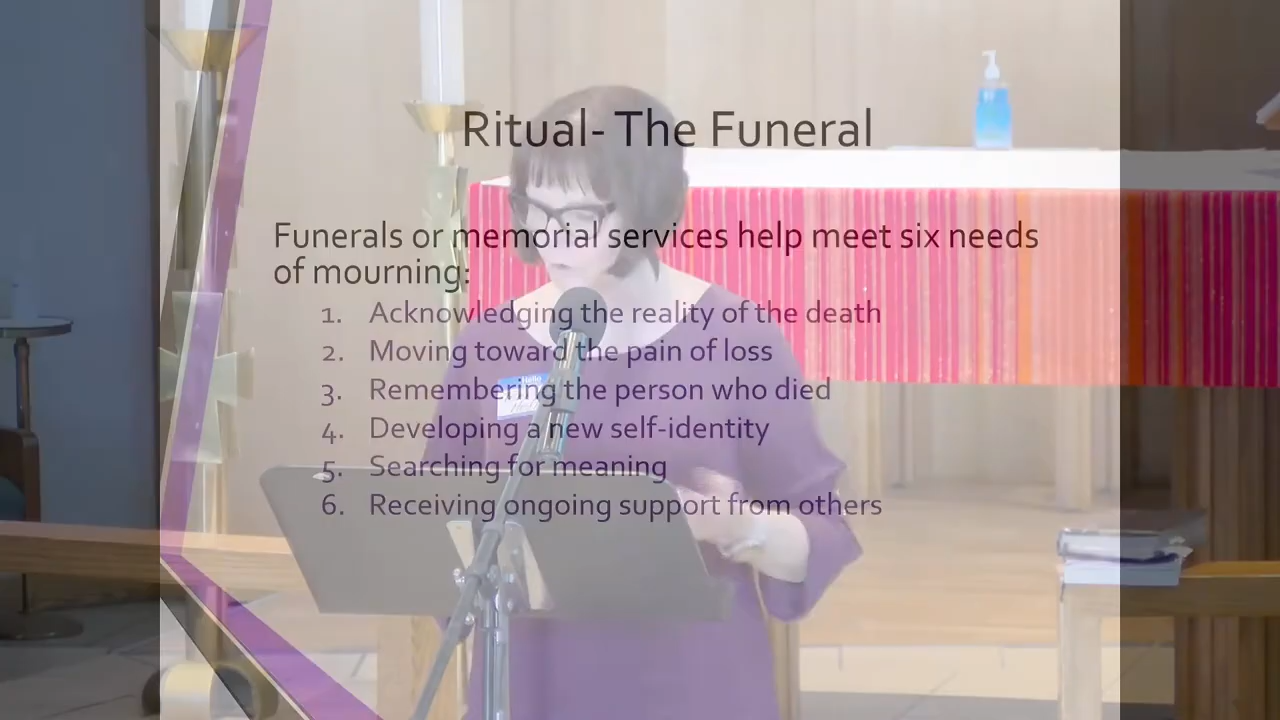 Ritual- The Funeral
Funerals or memorial services help meet six needs
of mourning:
1. Acknowledging the reality of the death
2. Moving toward the pain of loss
3. Remembering the person who died
4. Developing a new self-identity
5. Searching for meaning
6. Receiving ongoing support from others
Hello